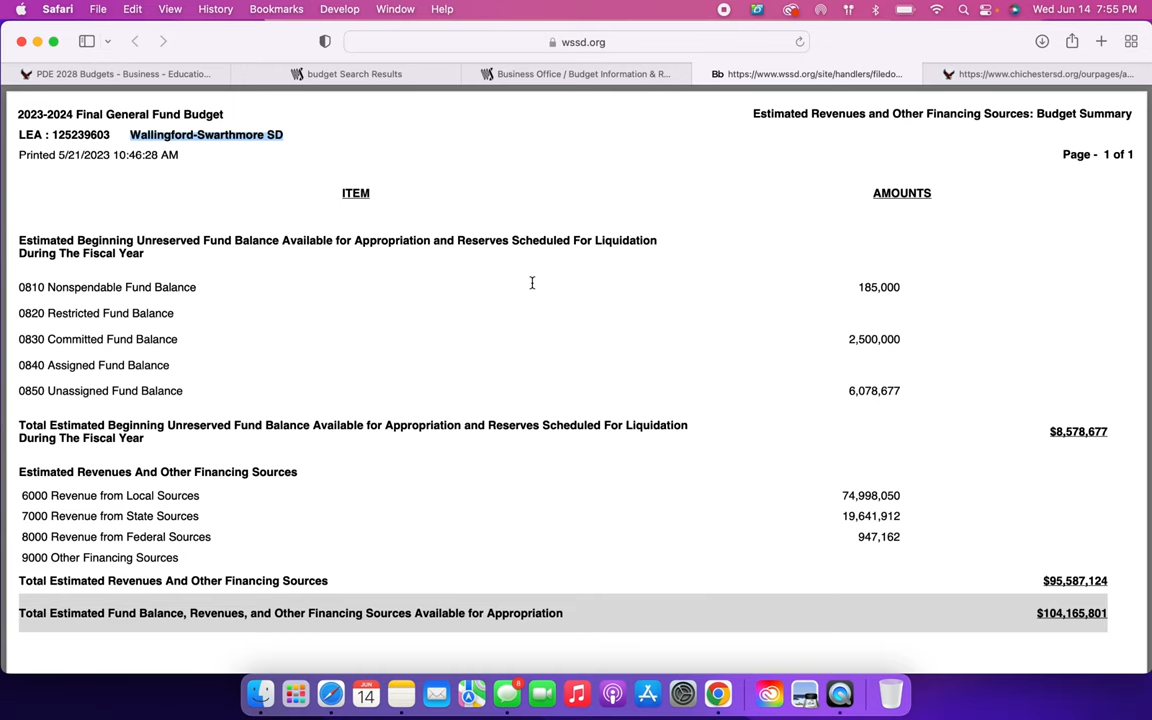 Safari File Edit View History Bookmarks Develop Window Help Wed Jun 14 7:55 PM
wssd.org
PDE 2028 Budgets - Business - Educatio... budget Search Results Business Office / Budget Information & R... Bb https://www.wssd.org/site/handlers/filedo... https://www.chichestersd.org/ourpages/a...
2023-2024 Final General Fund Budget Estimated Revenues and Other Financing Sources: Budget Summary
LEA : 125239603 Wallingford-Swarthmore SD
Printed 5/21/2023 10:46:28 AM Page - 1 of 1
ITEM AMOUNTS
Estimated Beginning Unreserved Fund Balance Available for Appropriation and Reserves Scheduled For Liquidation
During The Fiscal Year
0810 Nonspendable Fund Balance 185,000
0820 Restricted Fund Balance
0830 Committed Fund Balance 2,500,000
0840 Assigned Fund Balance
0850 Unassigned Fund Balance 6,078,677
Total Estimated Beginning Unreserved Fund Balance Available for Appropriation and Reserves Scheduled For Liquidation
During The Fiscal Year $8,578,677
Estimated Revenues And Other Financing Sources
6000 Revenue from Local Sources 74,998,050
7000 Revenue from State Sources 19,641,912
8000 Revenue from Federal Sources 947,162
9000 Other Financing Sources
Total Estimated Revenues And Other Financing Sources $95,587,124
Total Estimated Fund Balance, Revenues, and Other Financing Sources Available for Appropriation $104,165,801
JUN
14
8